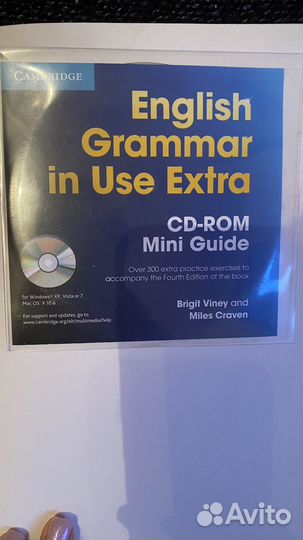 CAMBRIDGE
English
Grammar
in Use Extra
CD-ROM
Mini Guide
Over 300 extra practice exercises to
accompany the Fourth Edition of the book
Brigit Viney and
Miles Craven
for Windows® XP, Vista or 7
Mac OS® X 10.6
For support and updates, go to
www.cambridge.org/elt/multimedia/help
Avito